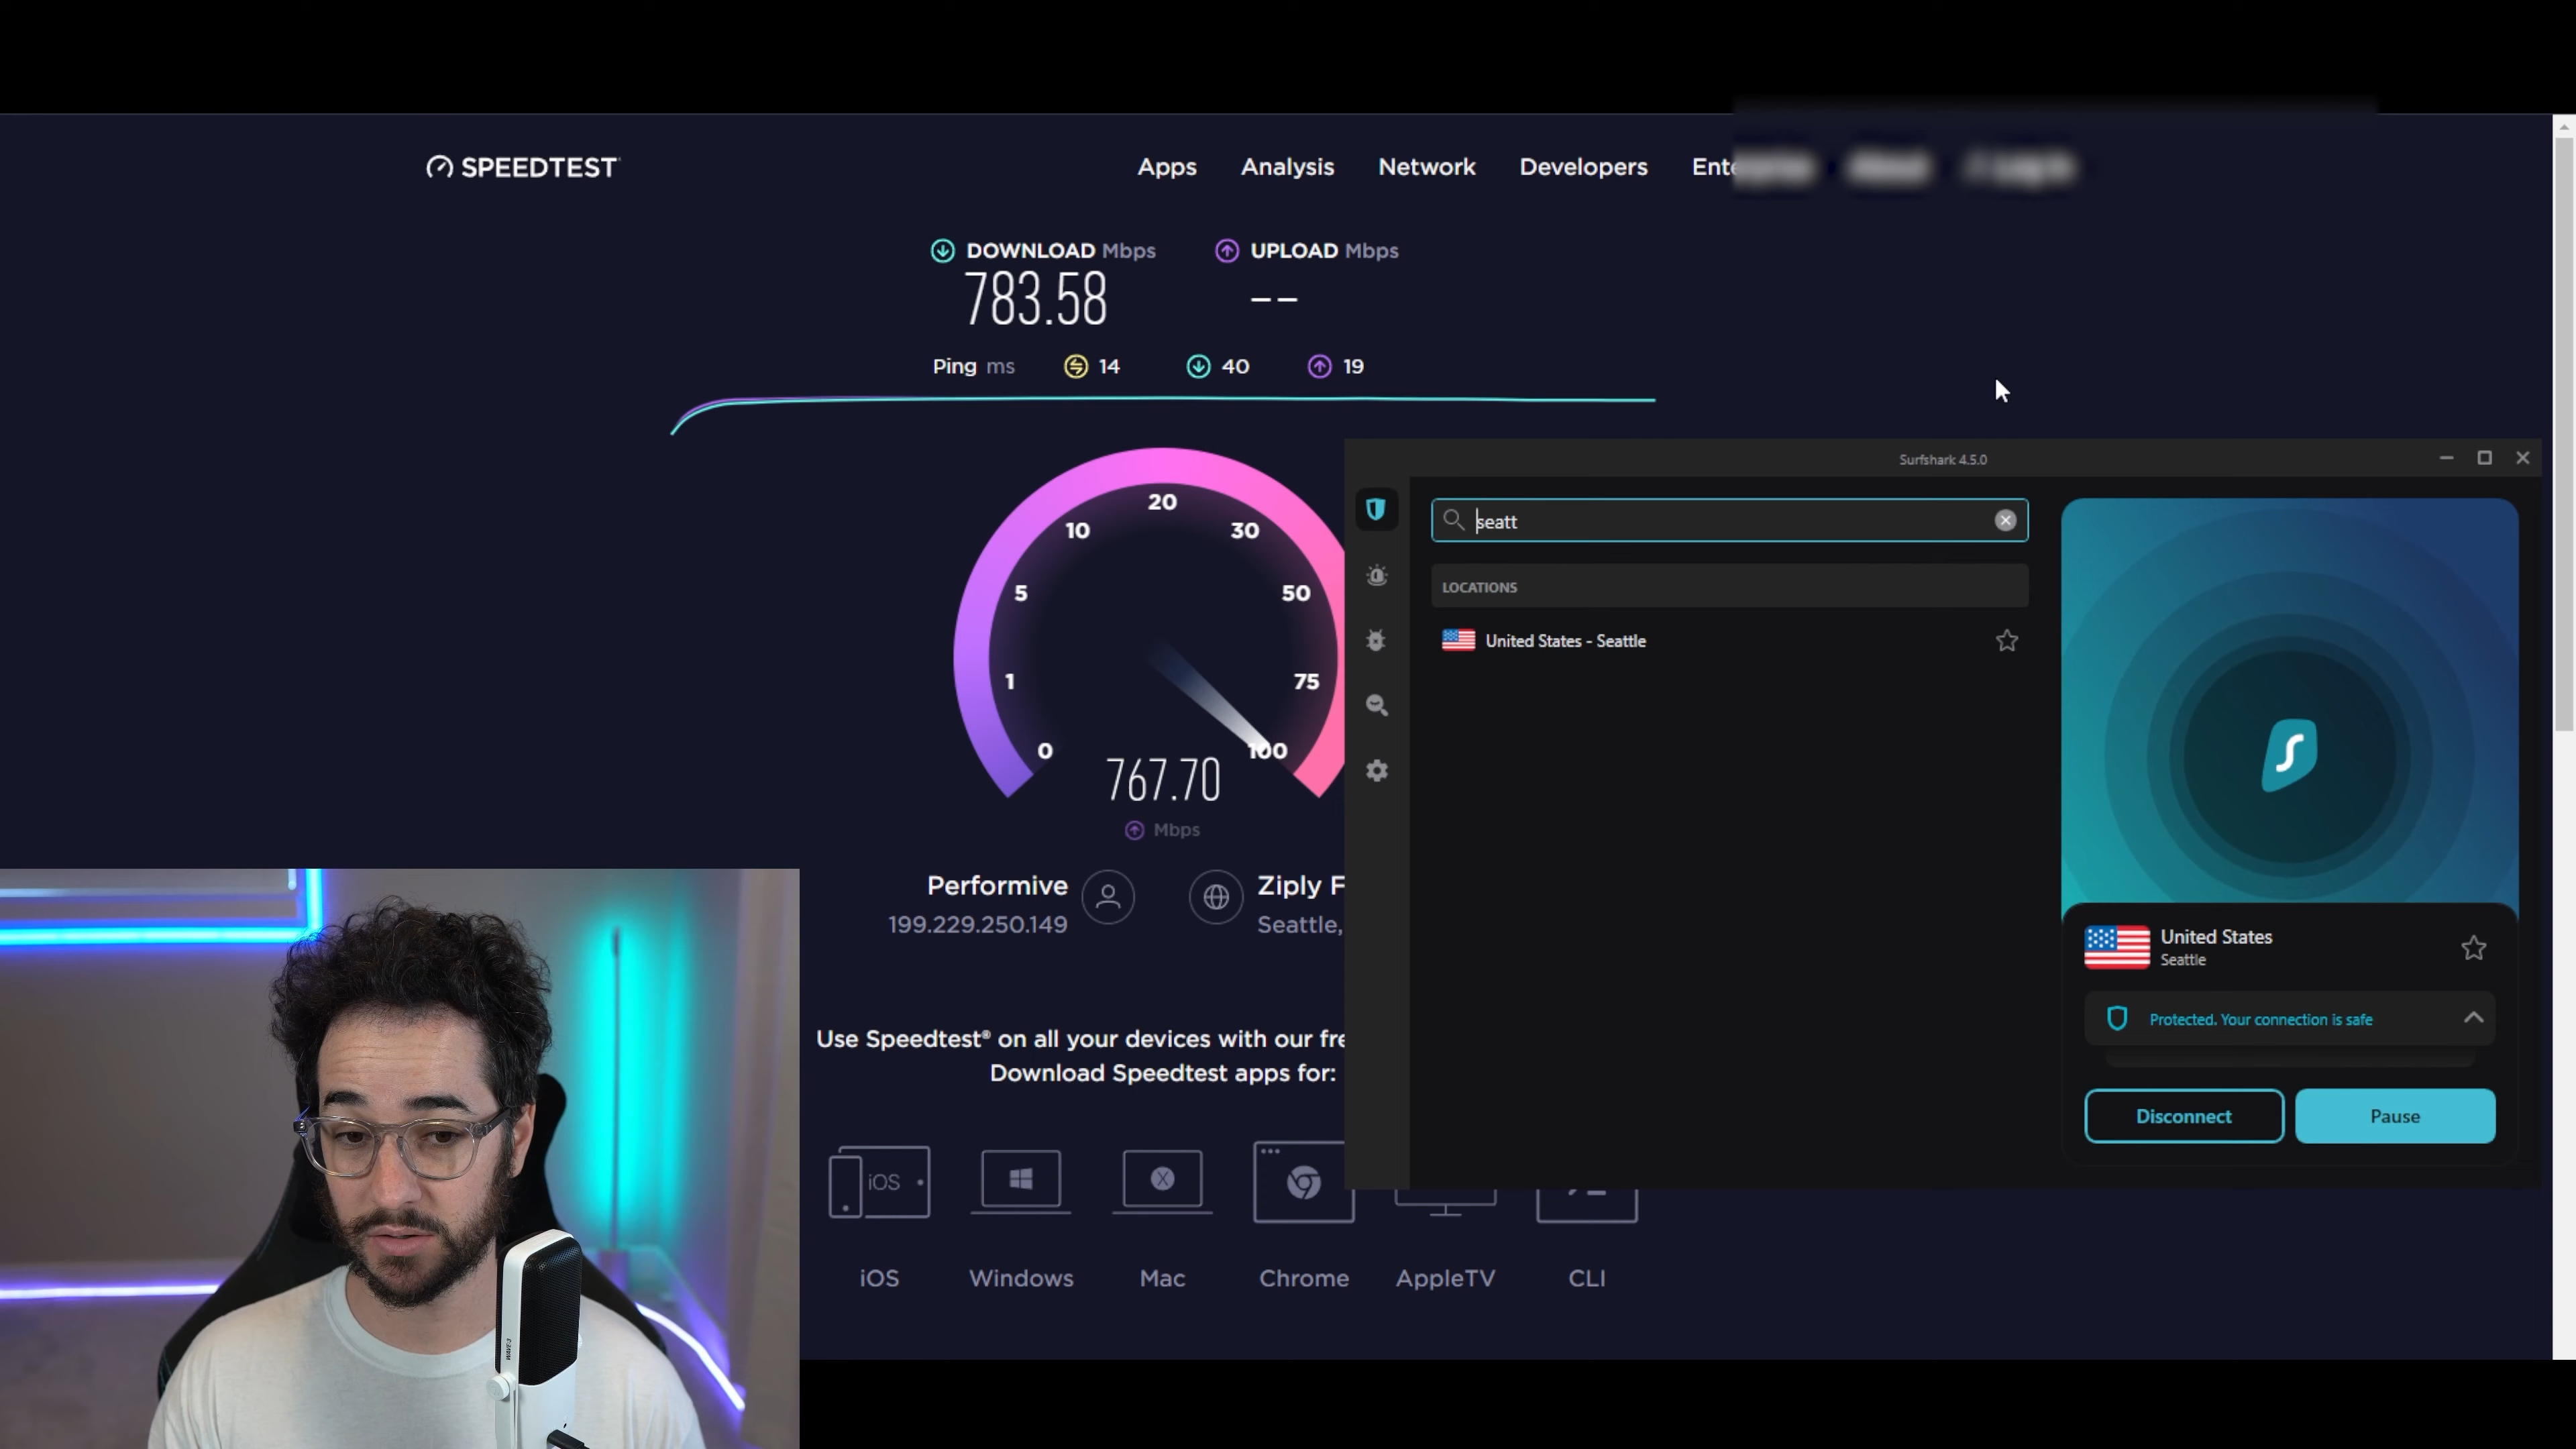 SPEEDTEST
Apps Analysis Network Developers
DOWNLOAD Mbps
783.58
UPLOAD Mbps
--
Ping ms 14 40 19
0
1
5
10
20
30
50
75
100
767.70
Mbps
Performive
199.229.250.149
Ziply F
Seattle,
Use Speedtest® on all your devices with our fre
Download Speedtest apps for:
iOS
iOS Windows Mac Chrome AppleTV CLI
Surfshark 4.5.0
seatt
LOCATIONS
United States - Seattle
United States
Seattle
Protected. Your connection is safe
Disconnect
Pause